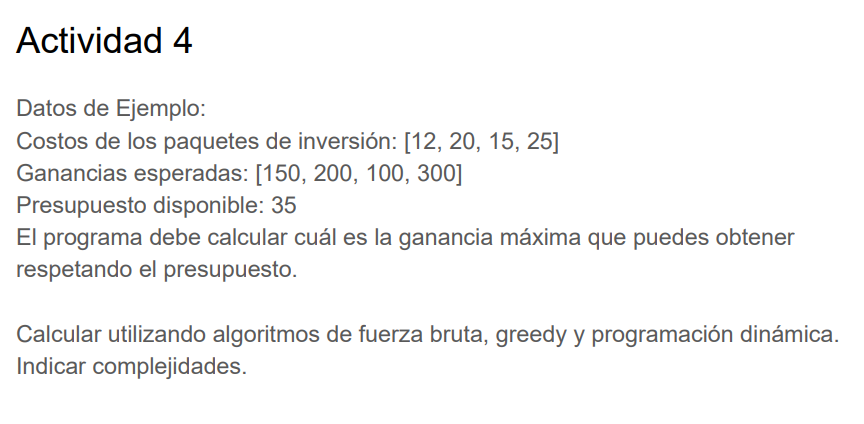 Actividad 4
Datos de Ejemplo:
Costos de los paquetes de inversión: [12, 20, 15, 25]
Ganancias esperadas: [150, 200, 100, 300]
Presupuesto disponible: 35
El programa debe calcular cuál es la ganancia máxima que puedes obtener
respetando el presupuesto.
Calcular utilizando algoritmos de fuerza bruta, greedy y programación dinámica.
Indicar complejidades.